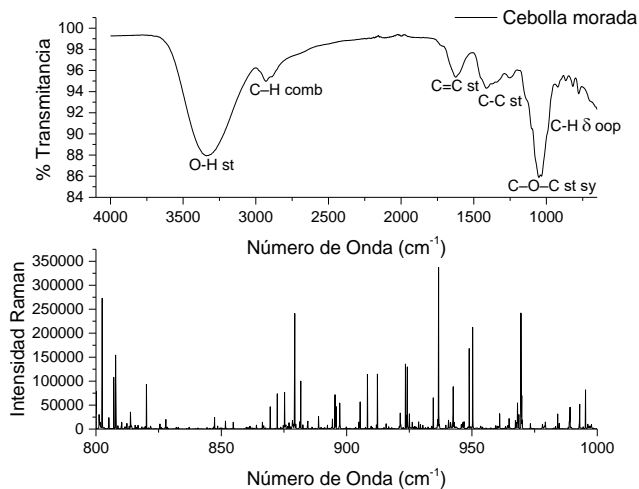 Cebolla morada
100
98
96
94
92
90
88
86
84
% Transmitancia
C–H comb
C=C st
C-C st
C-H δ oop
O-H st
C–O–C st sy
4000 3500 3000 2500 2000 1500 1000
Número de Onda (cm⁻¹)
350000
300000
250000
200000
150000
100000
50000
0
Intensidad Raman
800 850 900 950 1000
Número de Onda (cm⁻¹)